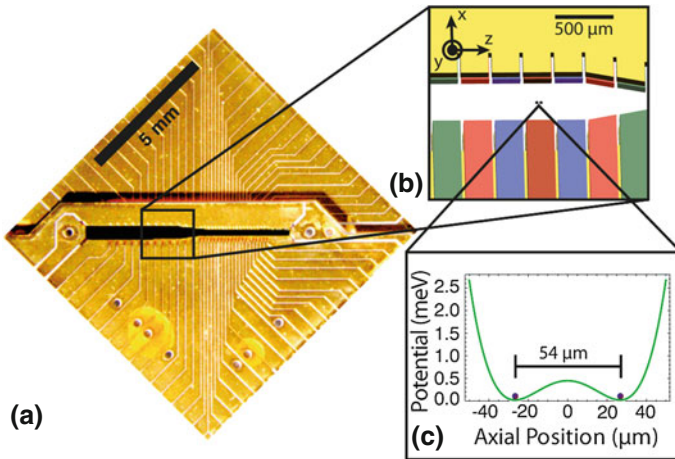 5 mm
(a)
x
y
z
500 µm
(b)
Potential (meV)
2.5
2.0
1.5
1.0
0.5
0.0
54 µm
-40 -20 0 20 40
Axial Position (µm)
(c)